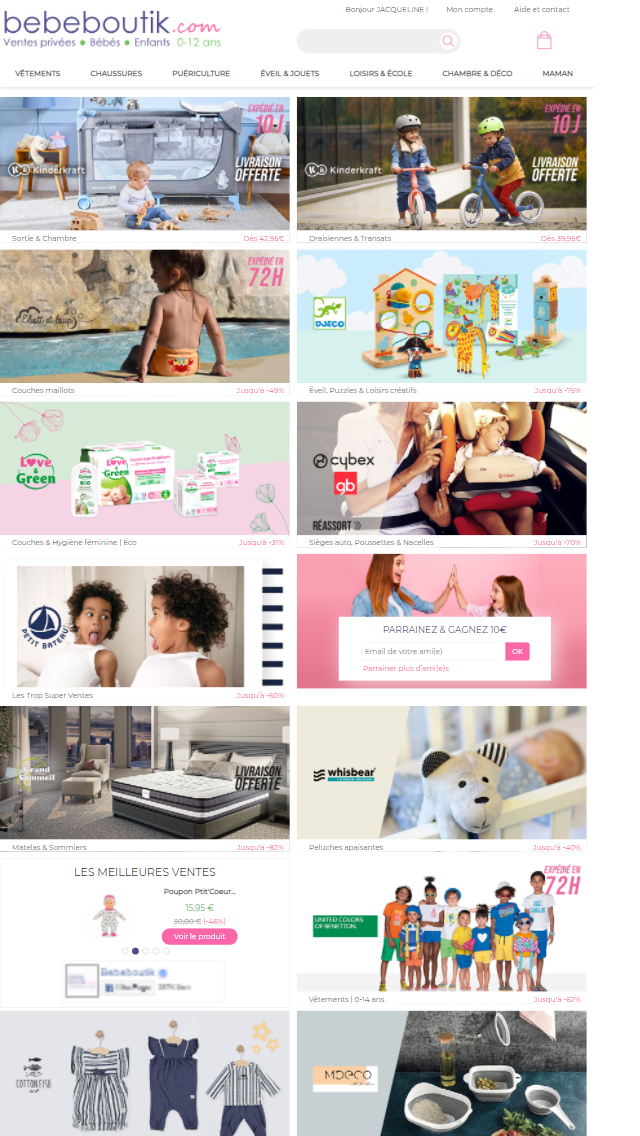 bebeboutik.com
Ventes privées • Bébés • Enfants 0-12 ans
Bonjour JACQUELINE ! Mon compte Aide et contact
VÊTEMENTS CHAUSSURES PUÉRICULTURE ÉVEIL & JOUETS LOISIRS & ÉCOLE CHAMBRE & DÉCO MAMAN
EXPÉDIÉ EN
10J
Kinderkraft
LIVRAISON
OFFERTE
Sortie & Chambre Dès 42,95€
EXPÉDIÉ EN
10J
Kinderkraft
LIVRAISON
OFFERTE
Draisiennes & Transats Dès 39,95€
EXPÉDIÉ EN
72H
Couches maillots Jusqu'à -49%
DJECO
Éveil, Puzzles & Loisirs créatifs Jusqu'à -75%
Love
&
Green
Couches & Hygiène féminine | Éco Jusqu'à -31%
cybex
gb
RÉASSORT
Sièges auto, Poussettes & Nacelles Jusqu'à -70%
PETIT BATEAU
Les Trop Super Ventes Jusqu'à -60%
PARRAINEZ & GAGNEZ 10€
Email de votre ami(e) OK
Parrainer plus d'ami(e)s
Grand
Sommeil
LIVRAISON
OFFERTE
Matelas & Sommiers Jusqu'à -82%
whisbear
Peluches apaisantes Jusqu'à -40%
LES MEILLEURES VENTES
Poupon Ptit'Coeur...
15,95 €
30,00 € (-46%)
Voir le produit
Bebeboutik
EXPÉDIÉ EN
72H
UNITED COLORS
OF BENETTON.
Vêtements | 0-14 ans Jusqu'à -62%
COTTON FISH
MDECO